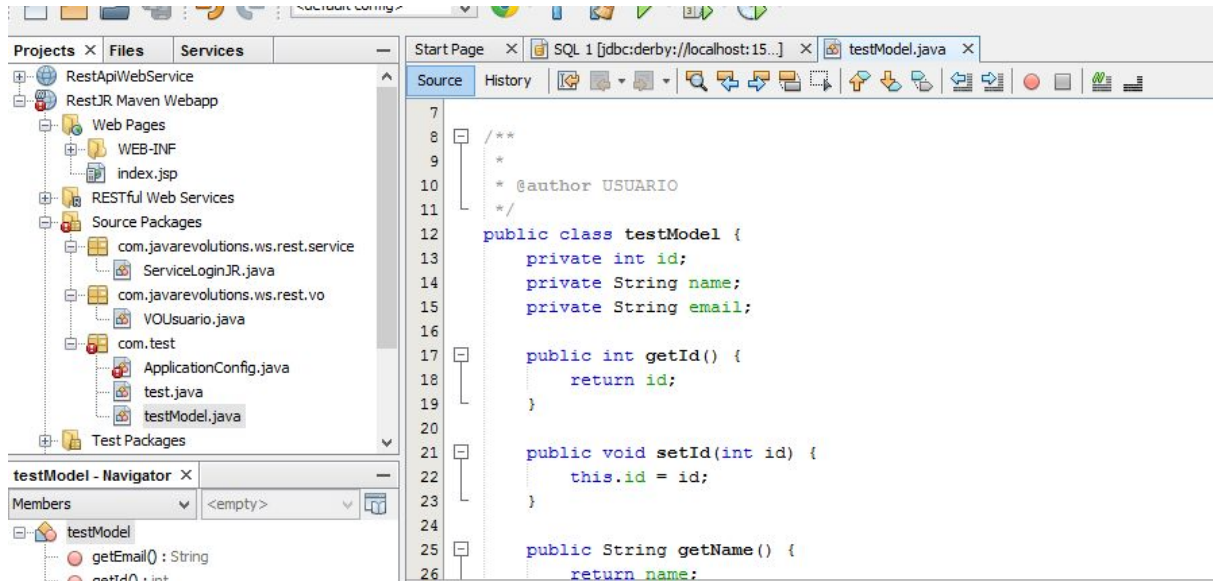 <default config>
Projects Files Services
RestApiWebService
RestJR Maven Webapp
Web Pages
WEB-INF
index.jsp
RESTful Web Services
Source Packages
com.javarevolutions.ws.rest.service
ServiceLoginJR.java
com.javarevolutions.ws.rest.vo
VOUsuario.java
com.test
ApplicationConfig.java
test.java
testModel.java
Test Packages
testModel - Navigator
Members <empty>
testModel
getEmail() : String
getId() : int
Start Page SQL 1 [jdbc:derby://localhost:15...] testModel.java
Source History
7
8 /**
9 *
10 * @author USUARIO
11 */
12 public class testModel {
13 private int id;
14 private String name;
15 private String email;
16
17 public int getId() {
18 return id;
19 }
20
21 public void setId(int id) {
22 this.id = id;
23 }
24
25 public String getName() {
26 return name;